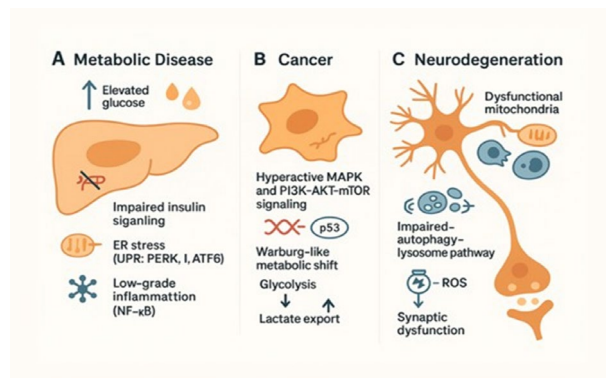 A Metabolic Disease
Elevated
glucose
Impaired insulin
siganling
ER stress
(UPR: PERK, I, ATF6)
Low-grade
inflammattion
(NF-κB)
B Cancer
Hyperactive MAPK
and PI3K-AKT-mTOR
signaling
p53
Warburg-like
metabolic shift
Glycolysis
Lactate export
C Neurodegeneration
Dysfunctional
mitochondria
Impaired-
autophagy-
lysosome pathway
ROS
Synaptic
dysfunction